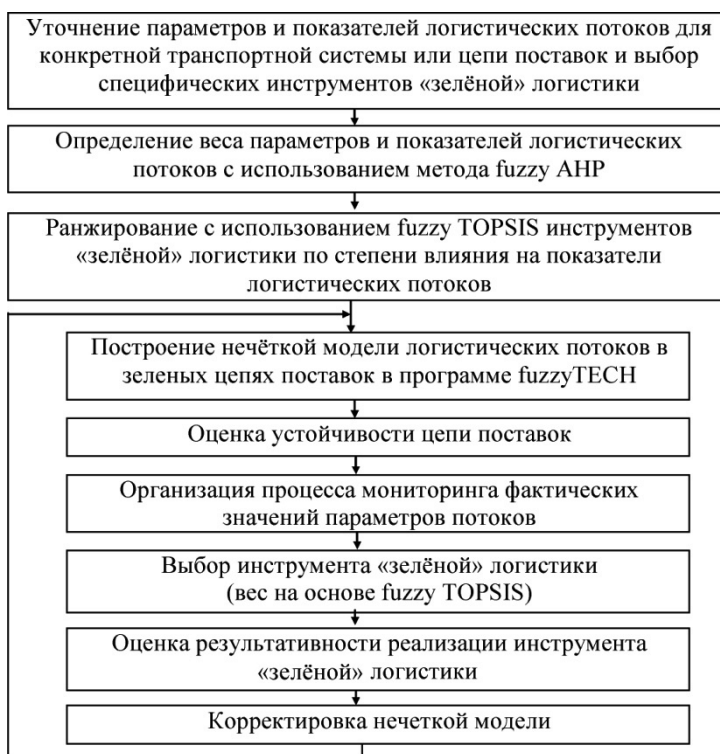 Уточнение параметров и показателей логистических потоков для
конкретной транспортной системы или цепи поставок и выбор
специфических инструментов «зелёной» логистики
Определение веса параметров и показателей логистических
потоков с использованием метода fuzzy AHP
Ранжирование с использованием fuzzy TOPSIS инструментов
«зелёной» логистики по степени влияния на показатели
логистических потоков
Построение нечёткой модели логистических потоков в
зеленых цепях поставок в программе fuzzyTECH
Оценка устойчивости цепи поставок
Организация процесса мониторинга фактических
значений параметров потоков
Выбор инструмента «зелёной» логистики
(вес на основе fuzzy TOPSIS)
Оценка результативности реализации инструмента
«зелёной» логистики
Корректировка нечеткой модели